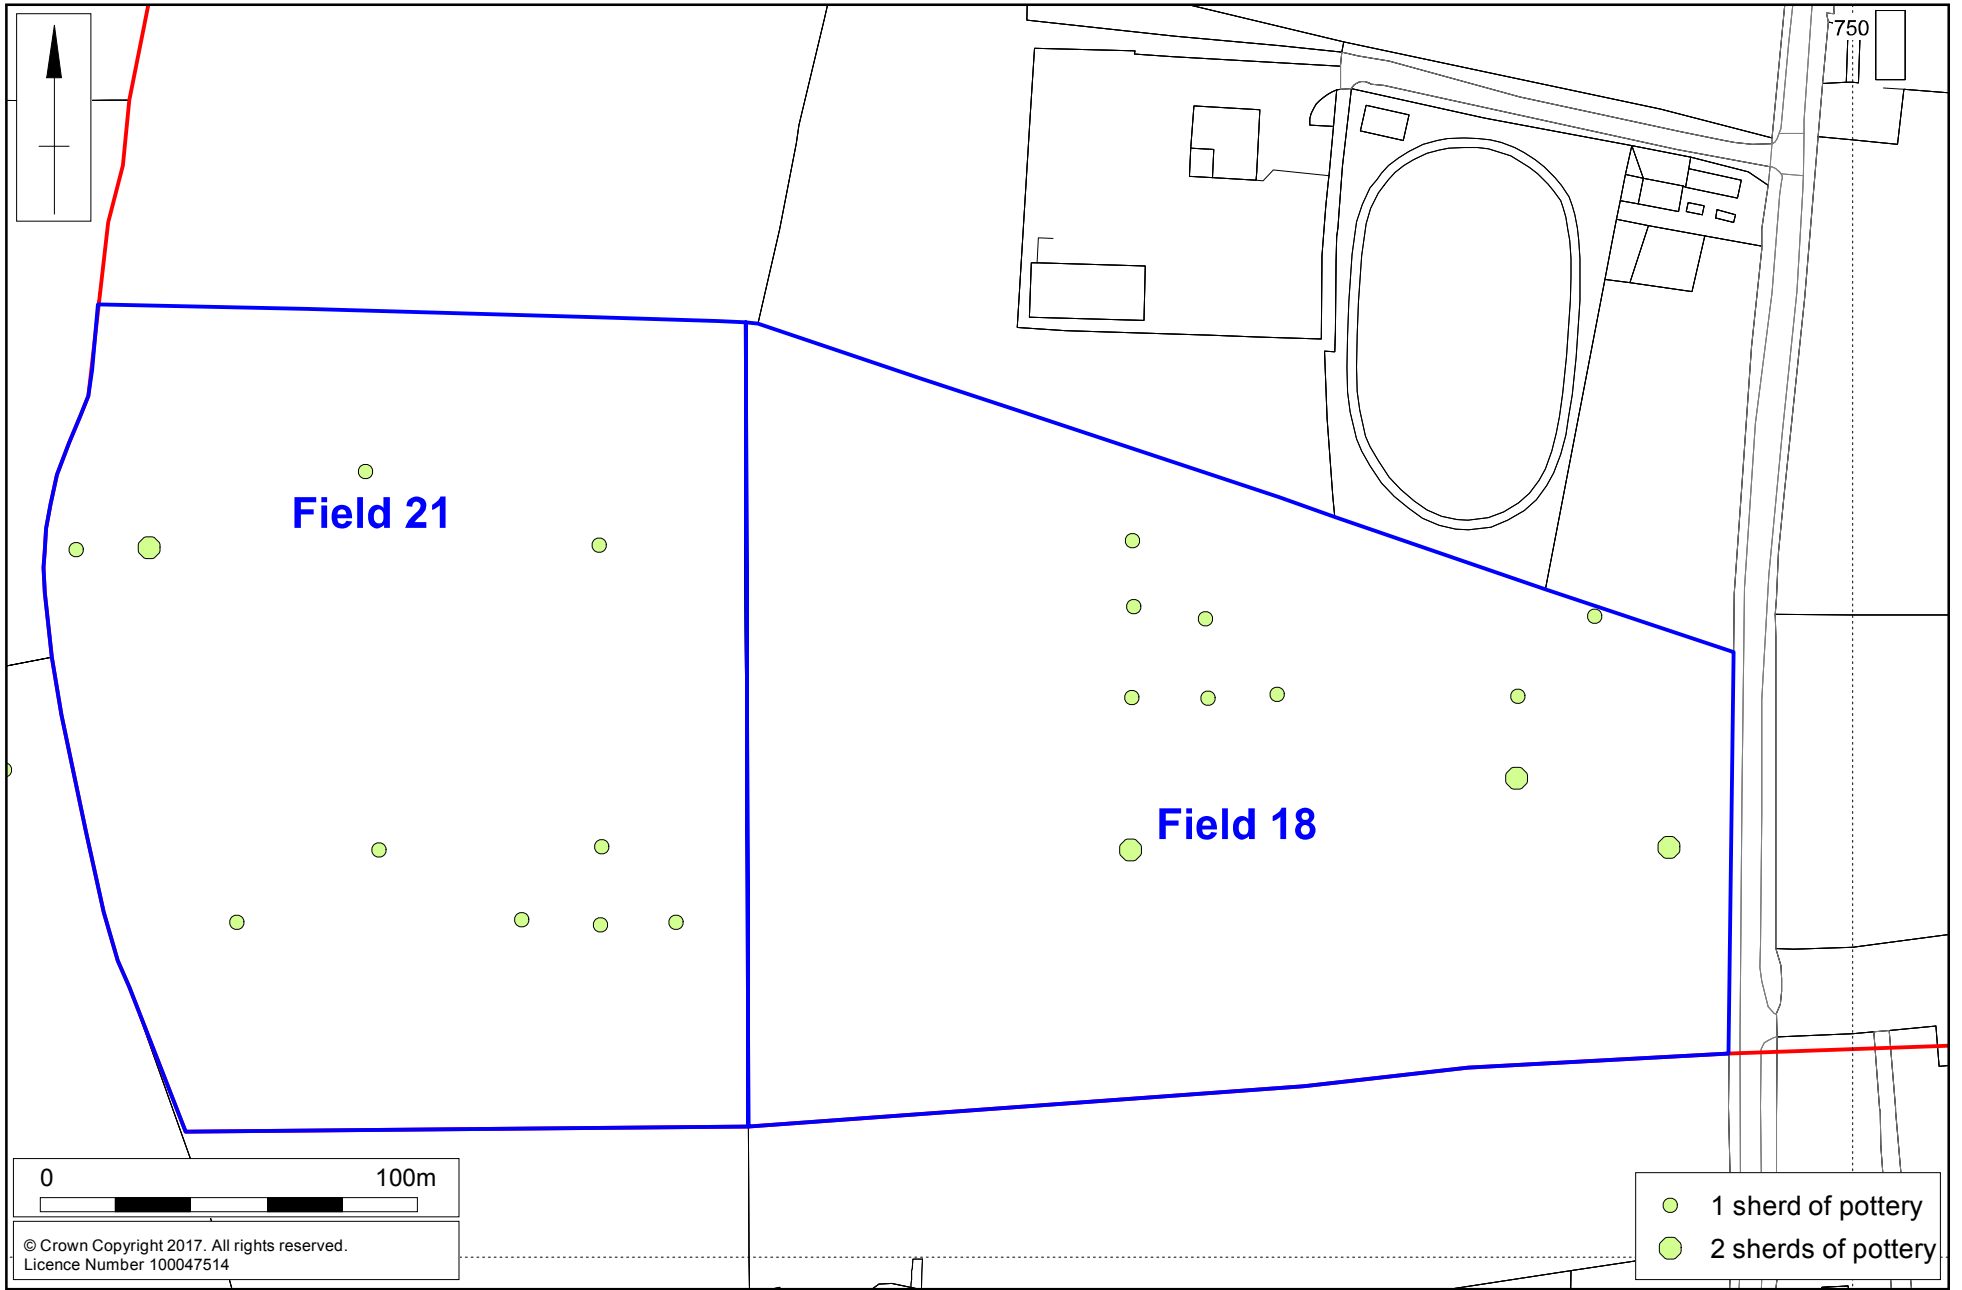 750
Field 21
Field 18
0 100m
© Crown Copyright 2017. All rights reserved.
Licence Number 100047514
1 sherd of pottery
2 sherds of pottery